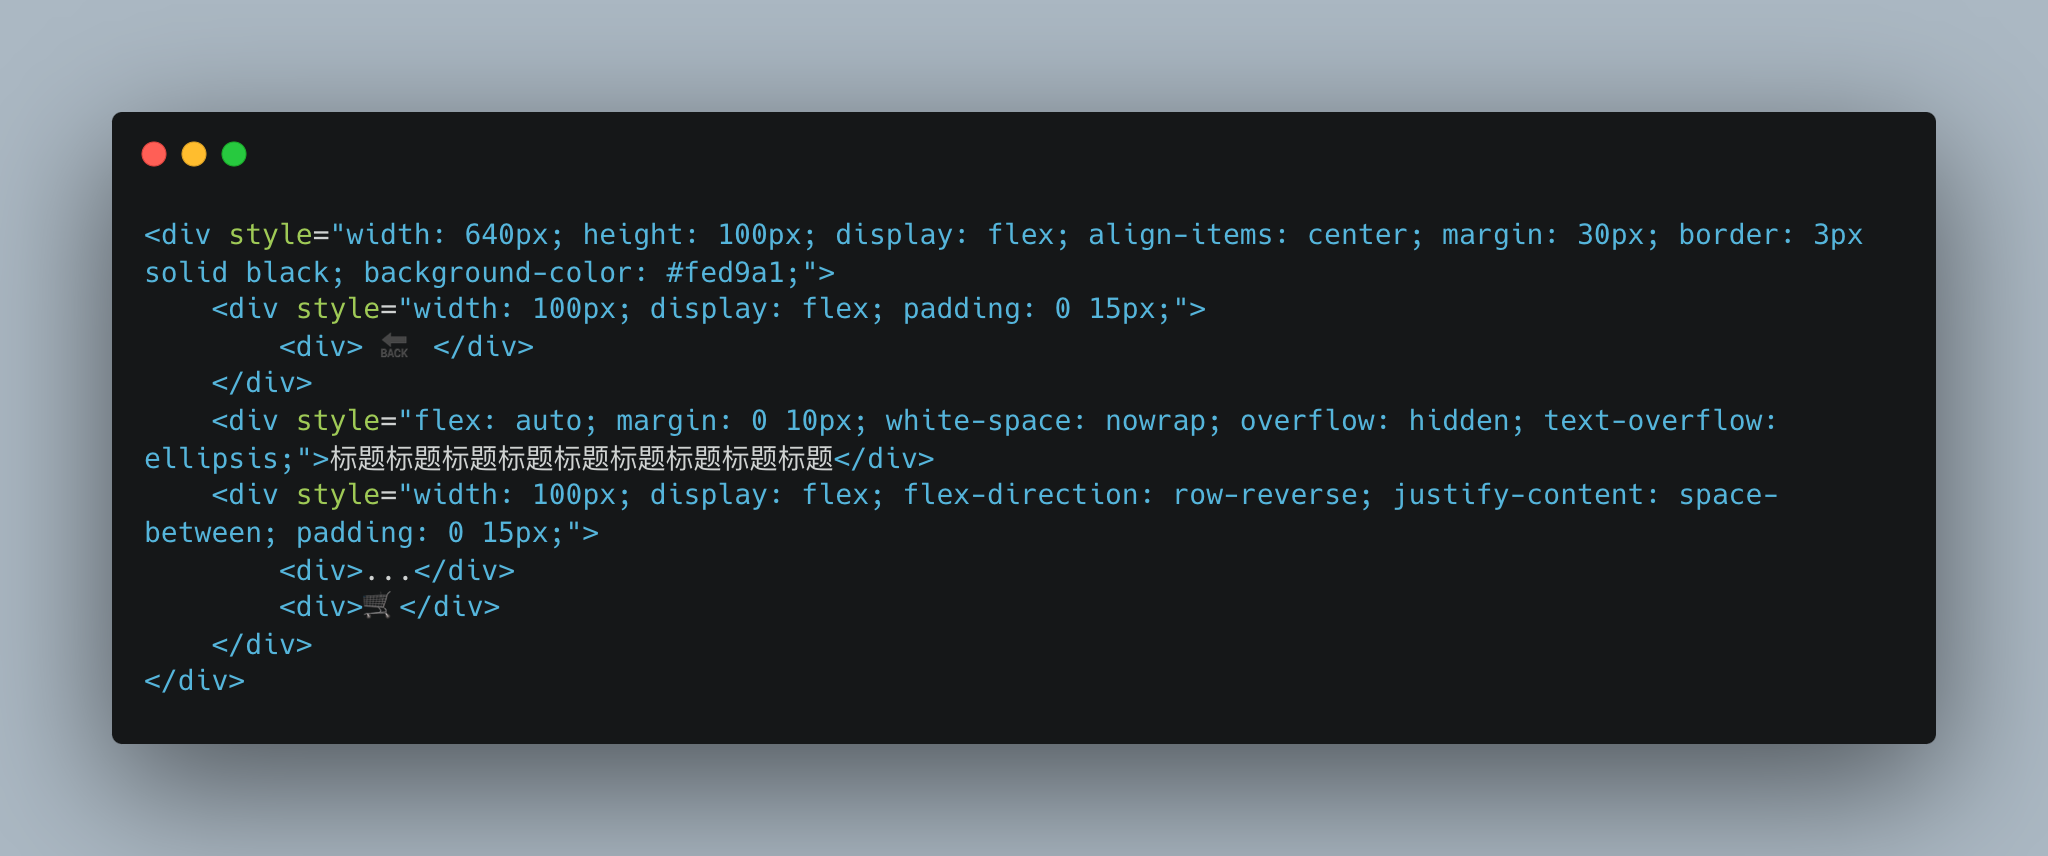 <div style="width: 640px; height: 100px; display: flex; align-items: center; margin: 30px; border: 3px
solid black; background-color: #fed9a1;">
    <div style="width: 100px; display: flex; padding: 0 15px;">
        <div> 🔙 </div>
    </div>
    <div style="flex: auto; margin: 0 10px; white-space: nowrap; overflow: hidden; text-overflow:
ellipsis;">标题标题标题标题标题标题标题标题标题</div>
    <div style="width: 100px; display: flex; flex-direction: row-reverse; justify-content: space-
between; padding: 0 15px;">
        <div>...</div>
        <div>🛒</div>
    </div>
</div>